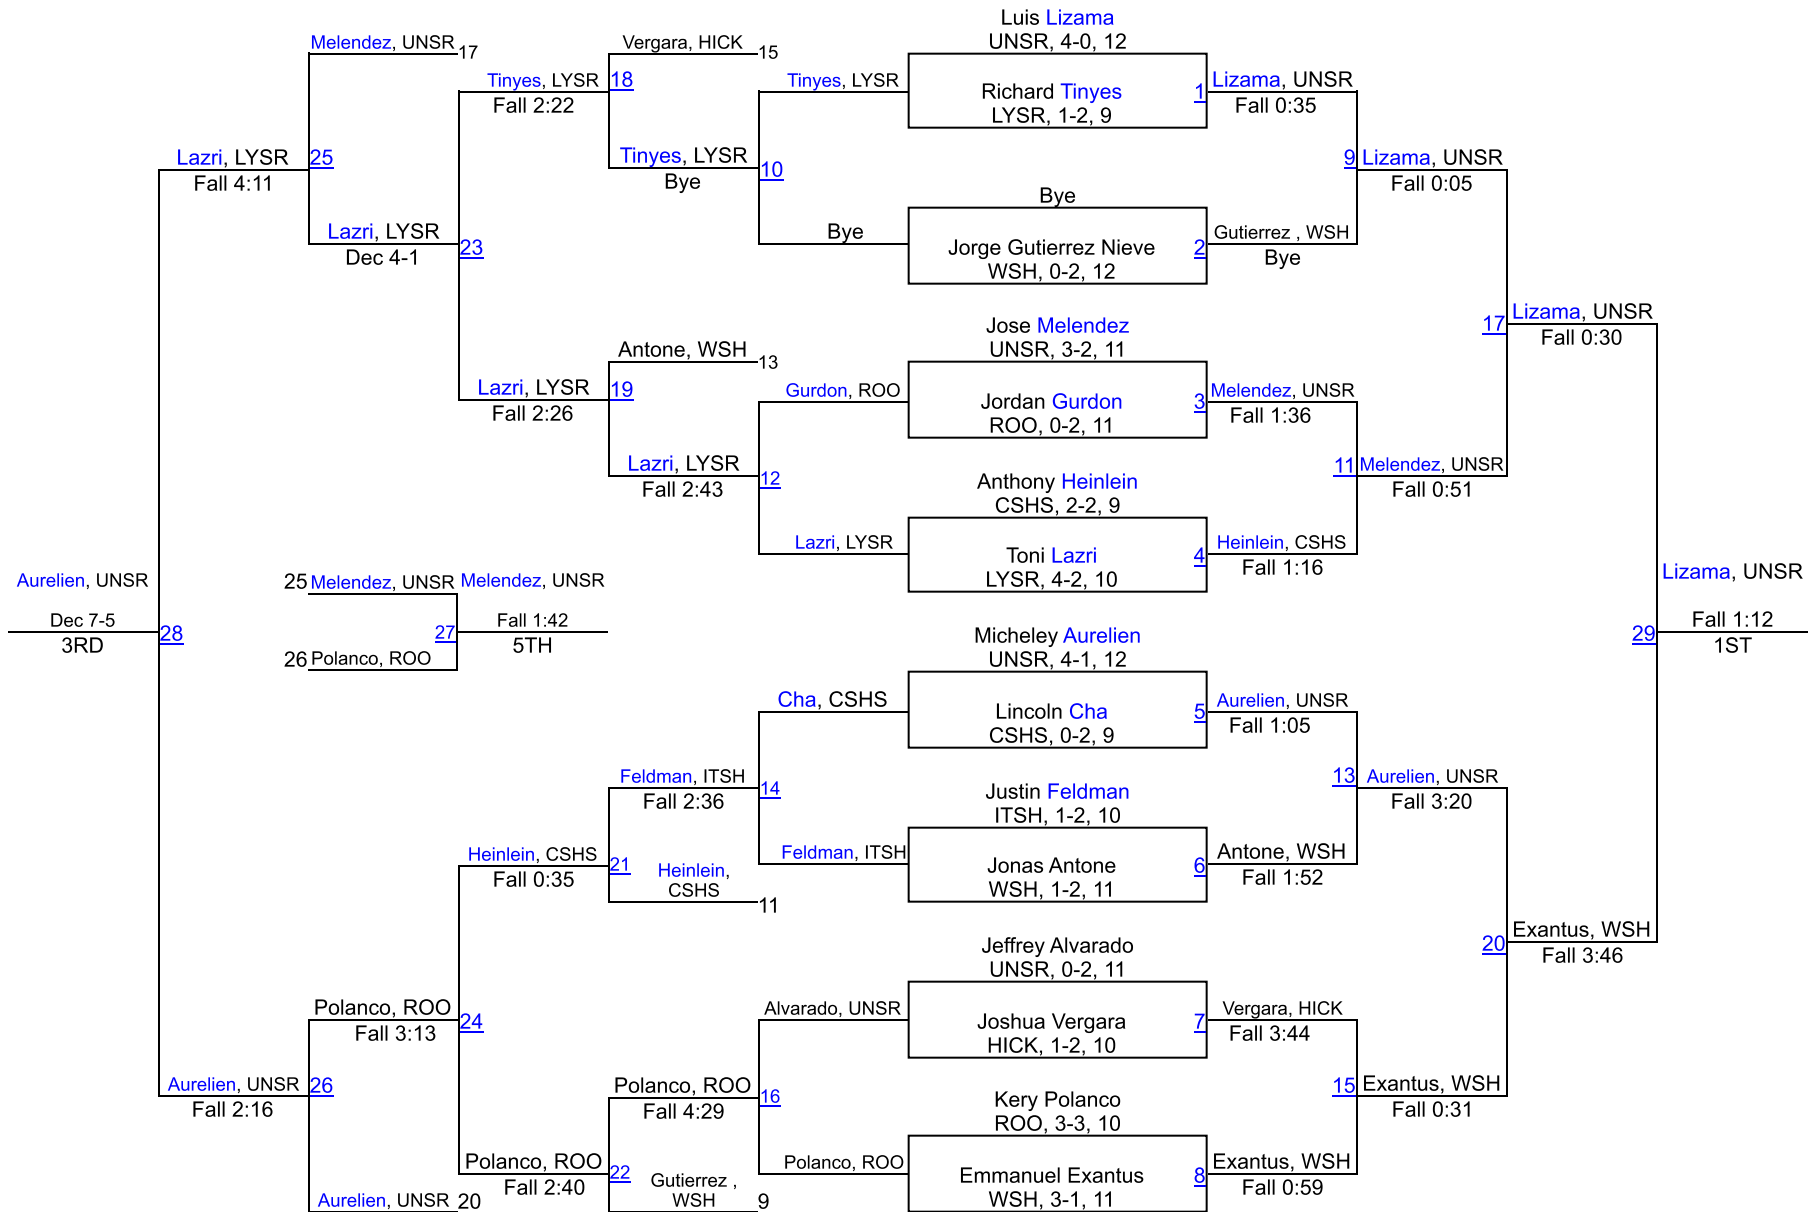 Luis Lizama
UNSR, 4-0, 12
Melendez, UNSR 17
Vergara, HICK 15
Tinyes, LYSR 18
Fall 2:22
Tinyes, LYSR
Richard Tinyes 1
LYSR, 1-2, 9
Lizama, UNSR
Fall 0:35
Lazri, LYSR 25
Fall 4:11
Tinyes, LYSR 10
Bye
9 Lizama, UNSR
Fall 0:05
Bye
Lazri, LYSR 23
Dec 4-1
Bye
Jorge Gutierrez Nieve 2
WSH, 0-2, 12
Gutierrez , WSH
Bye
Jose Melendez
UNSR, 3-2, 11
17 Lizama, UNSR
Fall 0:30
Antone, WSH 13
Lazri, LYSR 19
Fall 2:26
Gurdon, ROO
Jordan Gurdon 3
ROO, 0-2, 11
Melendez, UNSR
Fall 1:36
Lazri, LYSR 12
Fall 2:43
11 Melendez, UNSR
Fall 0:51
Anthony Heinlein
CSHS, 2-2, 9
Lazri, LYSR
Toni Lazri 4
LYSR, 4-2, 10
Heinlein, CSHS
Fall 1:16
Aurelien, UNSR
Dec 7-5
3RD
28
25 Melendez, UNSR
26 Polanco, ROO
27
Melendez, UNSR
Fall 1:42
5TH
Lizama, UNSR
29
Fall 1:12
1ST
Micheley Aurelien
UNSR, 4-1, 12
Cha, CSHS
Lincoln Cha 5
CSHS, 0-2, 9
Aurelien, UNSR
Fall 1:05
Feldman, ITSH 14
Fall 2:36
13 Aurelien, UNSR
Fall 3:20
Justin Feldman
ITSH, 1-2, 10
Heinlein, CSHS 21
Fall 0:35
Heinlein,
CSHS
11
Feldman, ITSH
Jonas Antone 6
WSH, 1-2, 11
Antone, WSH
Fall 1:52
20 Exantus, WSH
Fall 3:46
Jeffrey Alvarado
UNSR, 0-2, 11
Polanco, ROO 24
Fall 3:13
Alvarado, UNSR
Joshua Vergara 7
HICK, 1-2, 10
Vergara, HICK
Fall 3:44
Aurelien, UNSR 26
Fall 2:16
Polanco, ROO 16
Fall 4:29
15 Exantus, WSH
Fall 0:31
Kery Polanco
ROO, 3-3, 10
Polanco, ROO 22
Fall 2:40
Polanco, ROO
Emmanuel Exantus 8
WSH, 3-1, 11
Exantus, WSH
Fall 0:59
Aurelien, UNSR 20
Gutierrez ,
WSH
9